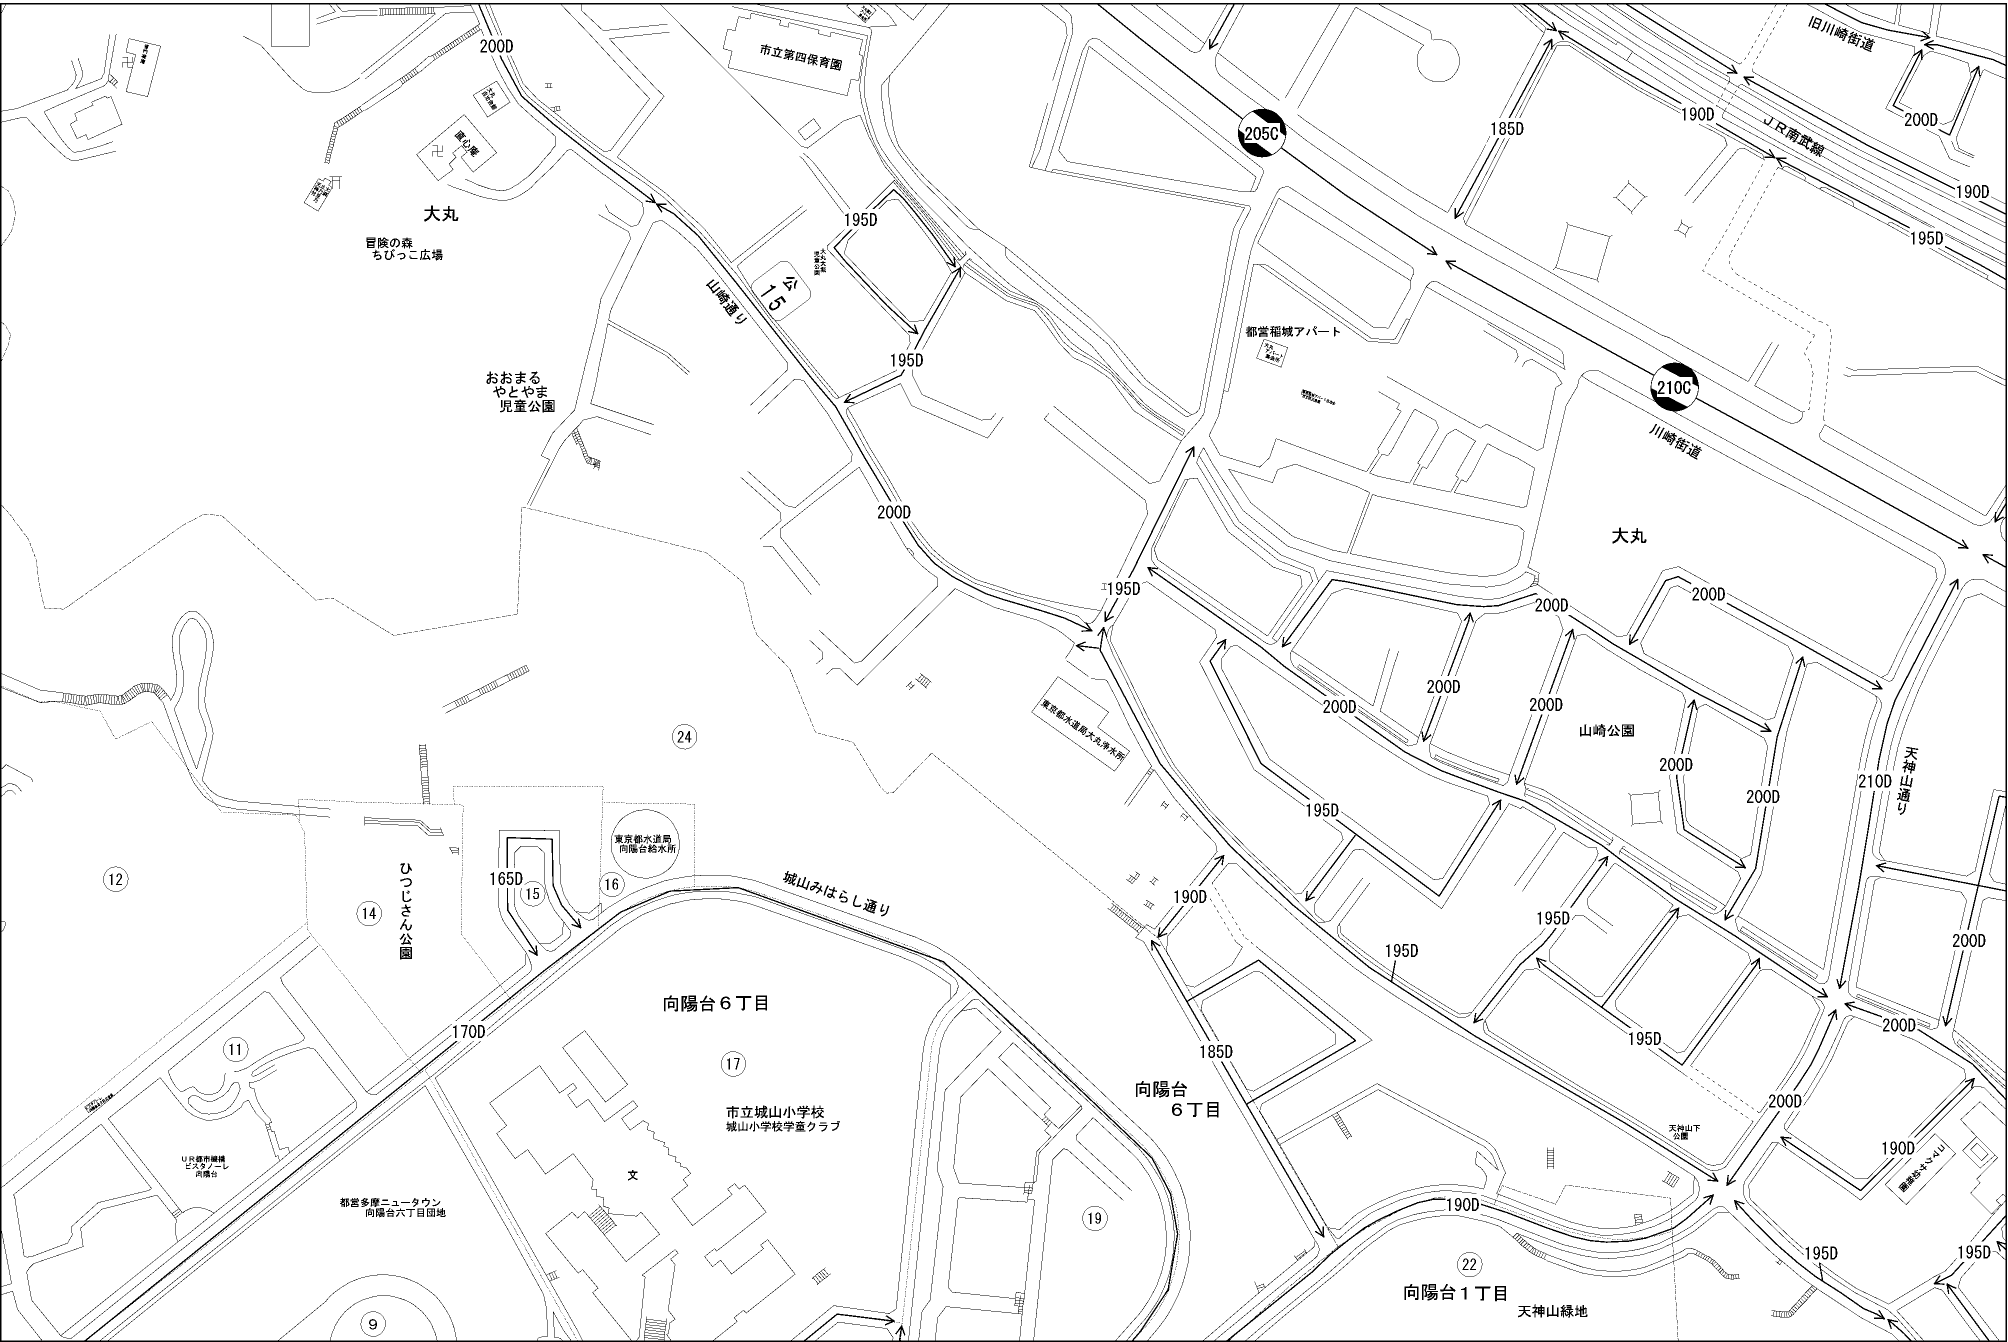 200D
市立第四保育園
旧川崎街道
205C
185D
190D
200D
JR南武線
190D
直心庵
大丸
195D
195D
冒険の森
ちびっこ広場
公
15
山崎通り
都営稲城アパート
195D
210C
おおまる
やとやま
児童公園
川崎街道
200D
大丸
195D
200D
200D
200D
200D
200D
24
東京都水道局大丸浄水所
山崎公園
200D
200D
210D
天神山通り
195D
12
ひつじさん公園
14
165D
15
16
東京都水道局
向陽台給水所
城山みはらし通り
190D
195D
200D
195D
170D
向陽台6丁目
11
17
185D
195D
200D
向陽台
6丁目
200D
市立城山小学校
城山小学校学童クラブ
天神山下
公園
190D
コマクサ幼稚園
UR都市機構
ビスタノーレ
向陽台
文
都営多摩ニュータウン
向陽台六丁目団地
19
190D
22
195D
195D
向陽台1丁目
天神山緑地
9